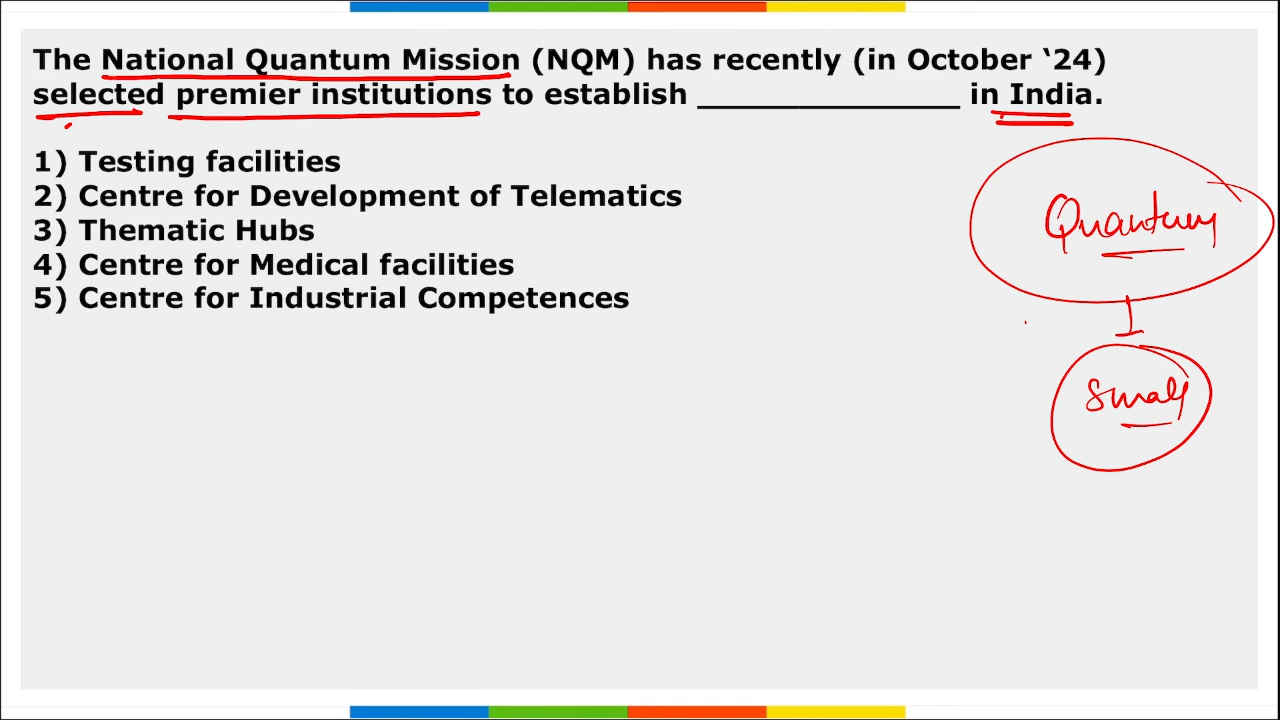 The National Quantum Mission (NQM) has recently (in October ‘24)
selected premier institutions to establish __________________ in India.
1) Testing facilities
2) Centre for Development of Telematics
3) Thematic Hubs
4) Centre for Medical facilities
5) Centre for Industrial Competences
Quantum
Small